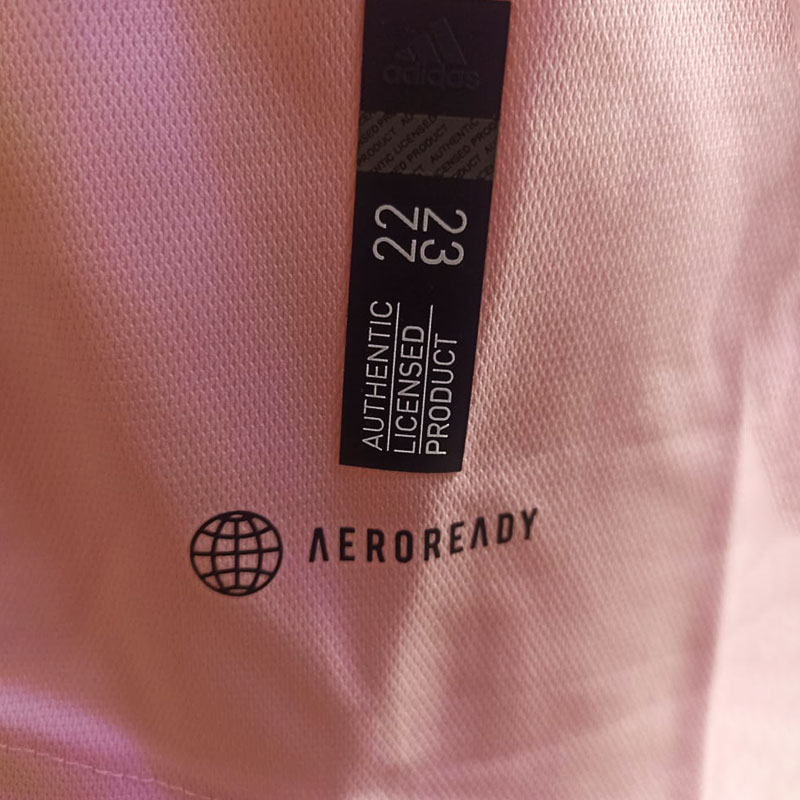 adidas
AUTHENTIC LICENSED PRODUCT
22
23
AUTHENTIC
LICENSED
PRODUCT
AEROREADY